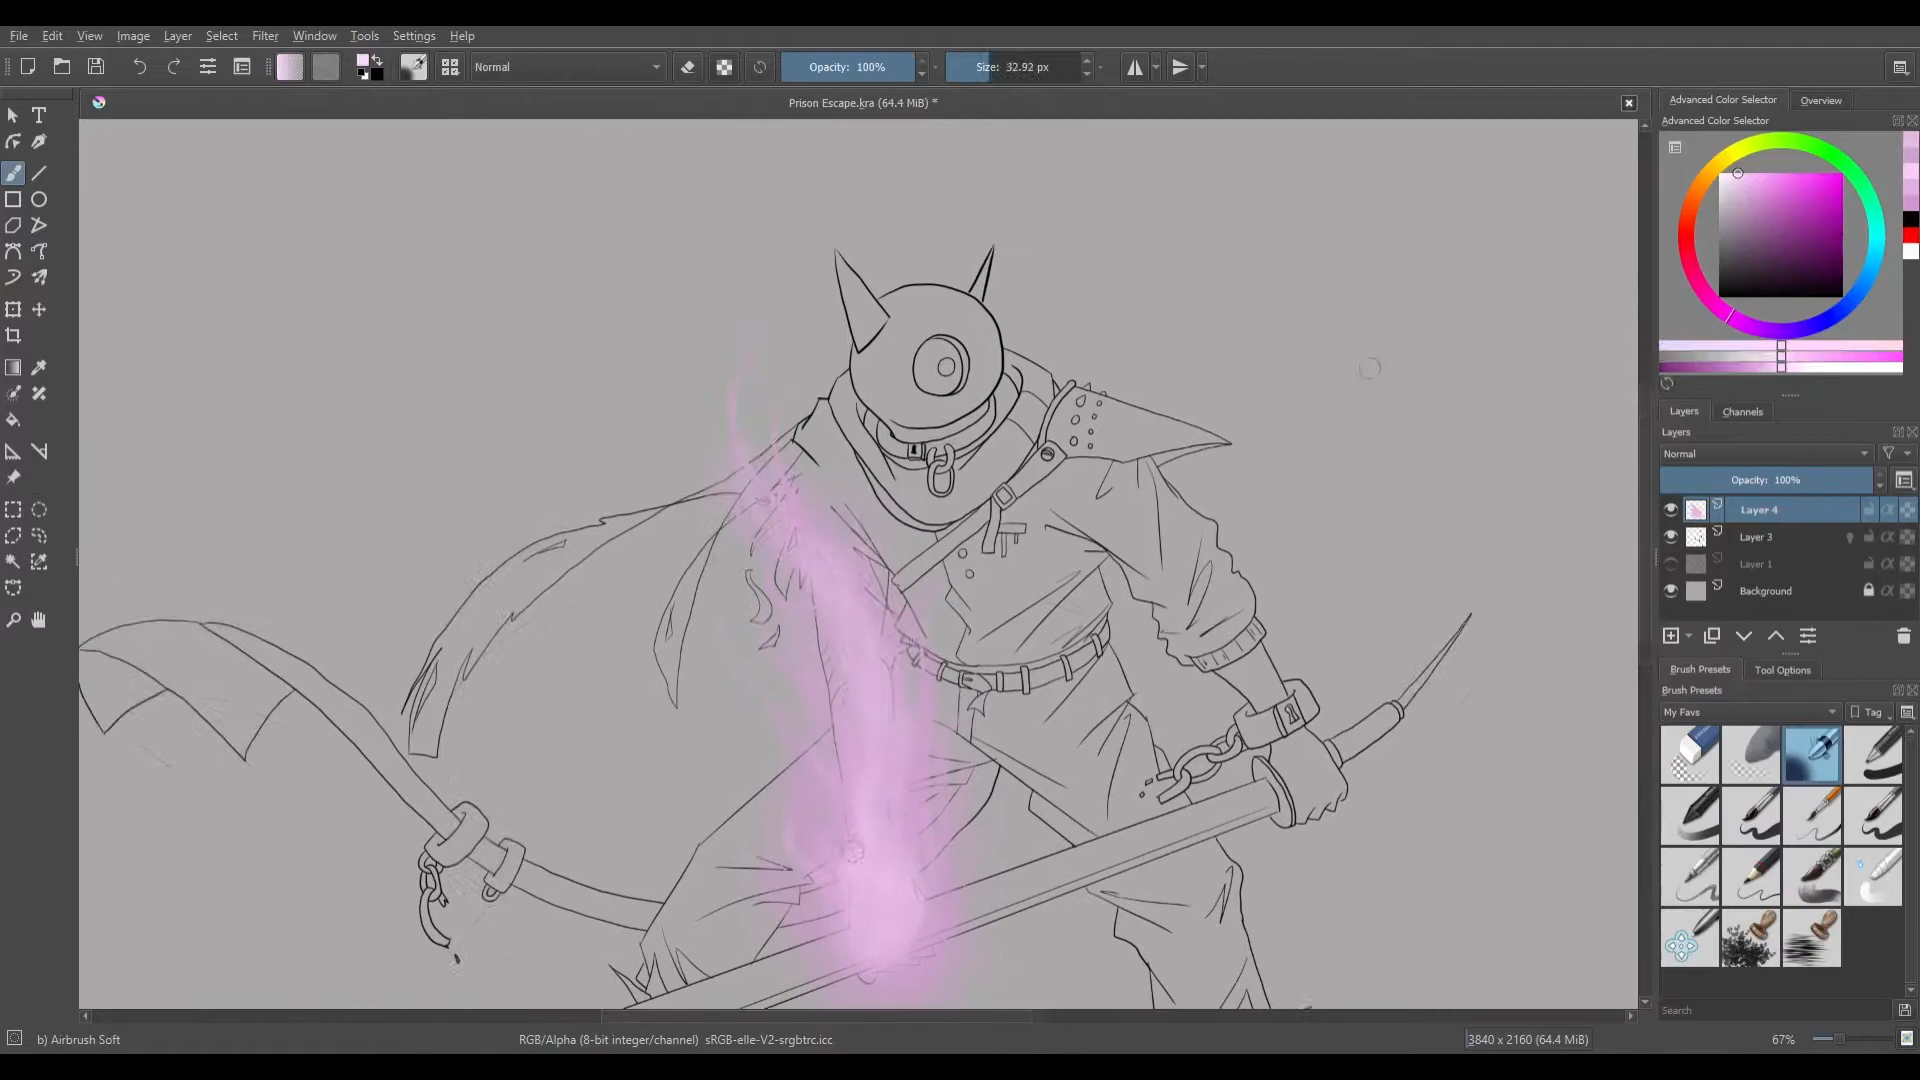 File Edit View Image Layer Select Filter Tools Window Settings Help
Normal
Opacity: 100%
Size: 32.92 px
Prison Escape.kra (64.4 MiB) *
Advanced Color Selector Overview
Advanced Color Selector
Layers Channels
Layers
Normal
Opacity: 100%
Layer 4
Layer 3
Layer 1
Background
Brush Presets Tool Options
Brush Presets
My Favs Tag
Search
b) Airbrush Soft
RGB/Alpha (8-bit integer/channel) sRGB-elle-V2-srgbtrc.icc
3840 x 2160 (64.4 MiB)
67%